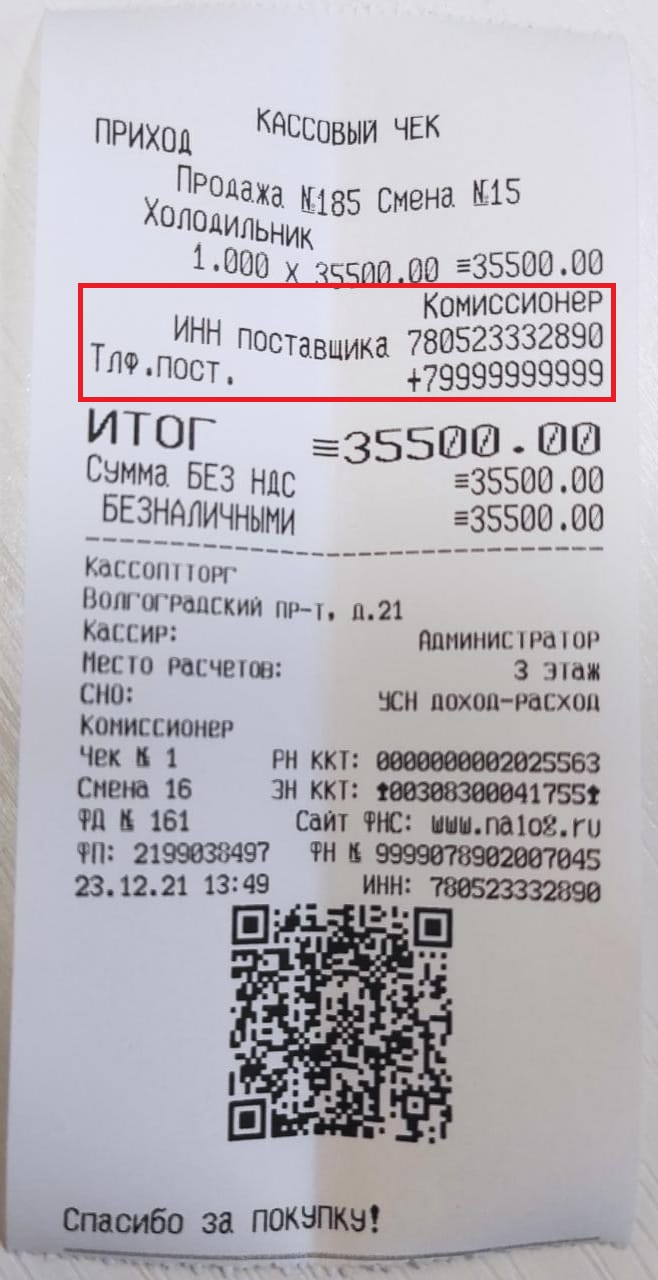 КАССОВЫЙ ЧЕК
ПРИХОД
Продажа №185 Смена №15
Холодильник
1.000 X 35500.00 ≡35500.00
Комиссионер
ИНН поставщика 780523332890
Тлф.пост. +79999999999
ИТОГ ≡35500.00
Сумма БЕЗ НДС ≡35500.00
БЕЗНАЛИЧНЫМИ ≡35500.00
Кассоптторг
Волгоградский пр-т, д.21
Кассир: Администратор
Место расчетов: 3 этаж
СНО: УСН доход-расход
Комиссионер
Чек № 1 РН ККТ: 0000000002025563
Смена 16 ЗН ККТ: ↑00308300041755↑
ФД № 161 Сайт ФНС: www.nalog.ru
ФП: 2199038497 ФН № 9999078902007045
23.12.21 13:49 ИНН: 780523332890
Спасибо за ПОКУПКУ!